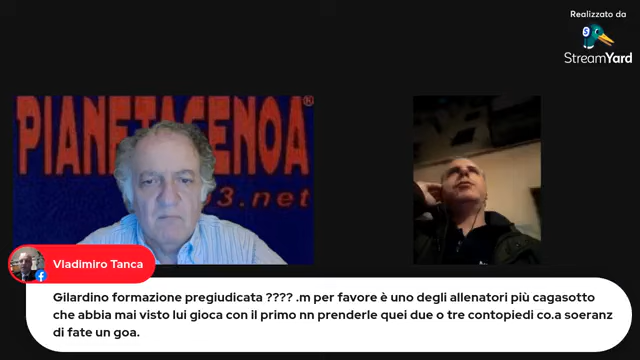 Realizzato da
StreamYard
PIANETAGENOA®
3.net
Vladimiro Tanca
Gilardino formazione pregiudicata ???? .m per favore è uno degli allenatori più cagasotto
che abbia mai visto lui gioca con il primo nn prenderle quei due o tre contopiedi co.a soeranz
di fate un goa.